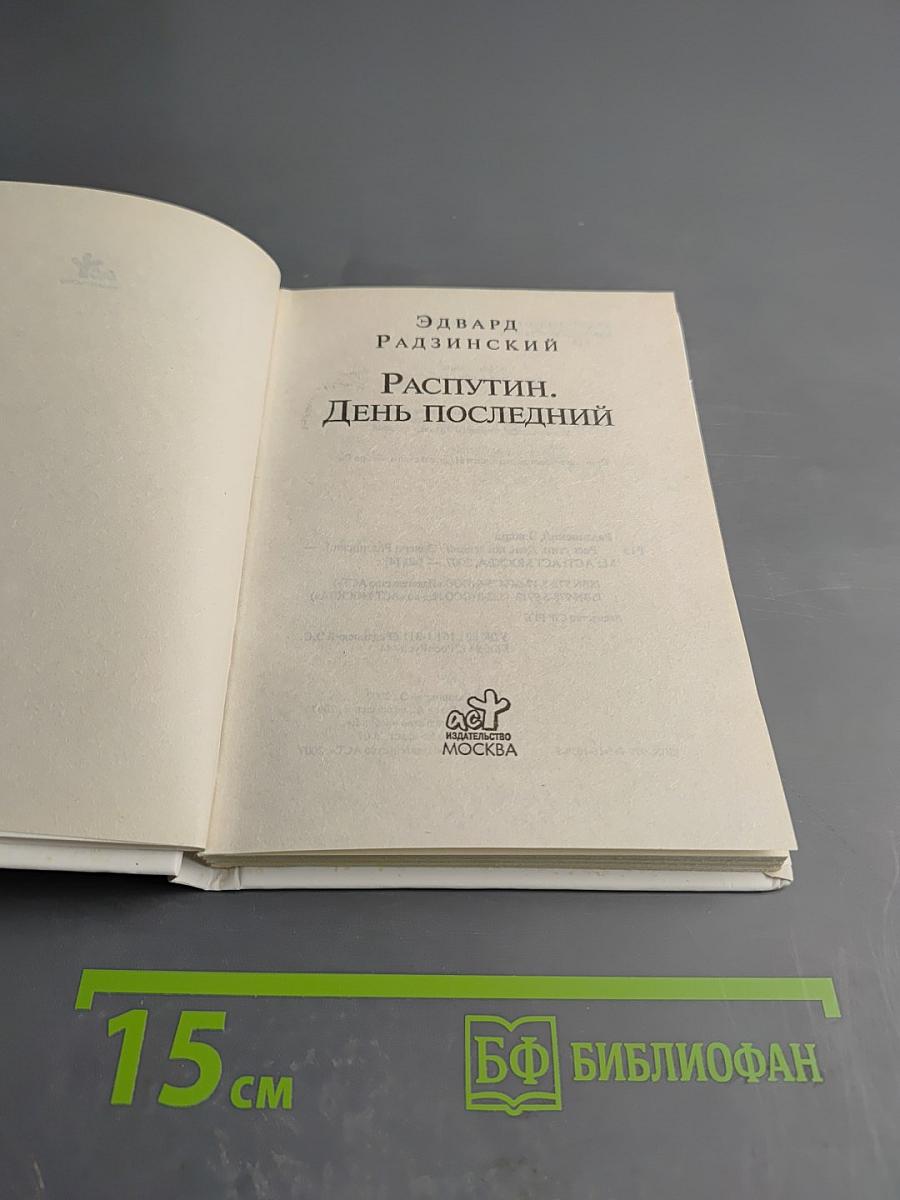 ЭДВАРД
РАДЗИНСКИЙ
РАСПУТИН.
ДЕНЬ ПОСЛЕДНИЙ
аст
ИЗДАТЕЛЬСТВО
МОСКВА
15 см
БФ БИБЛИОФАН